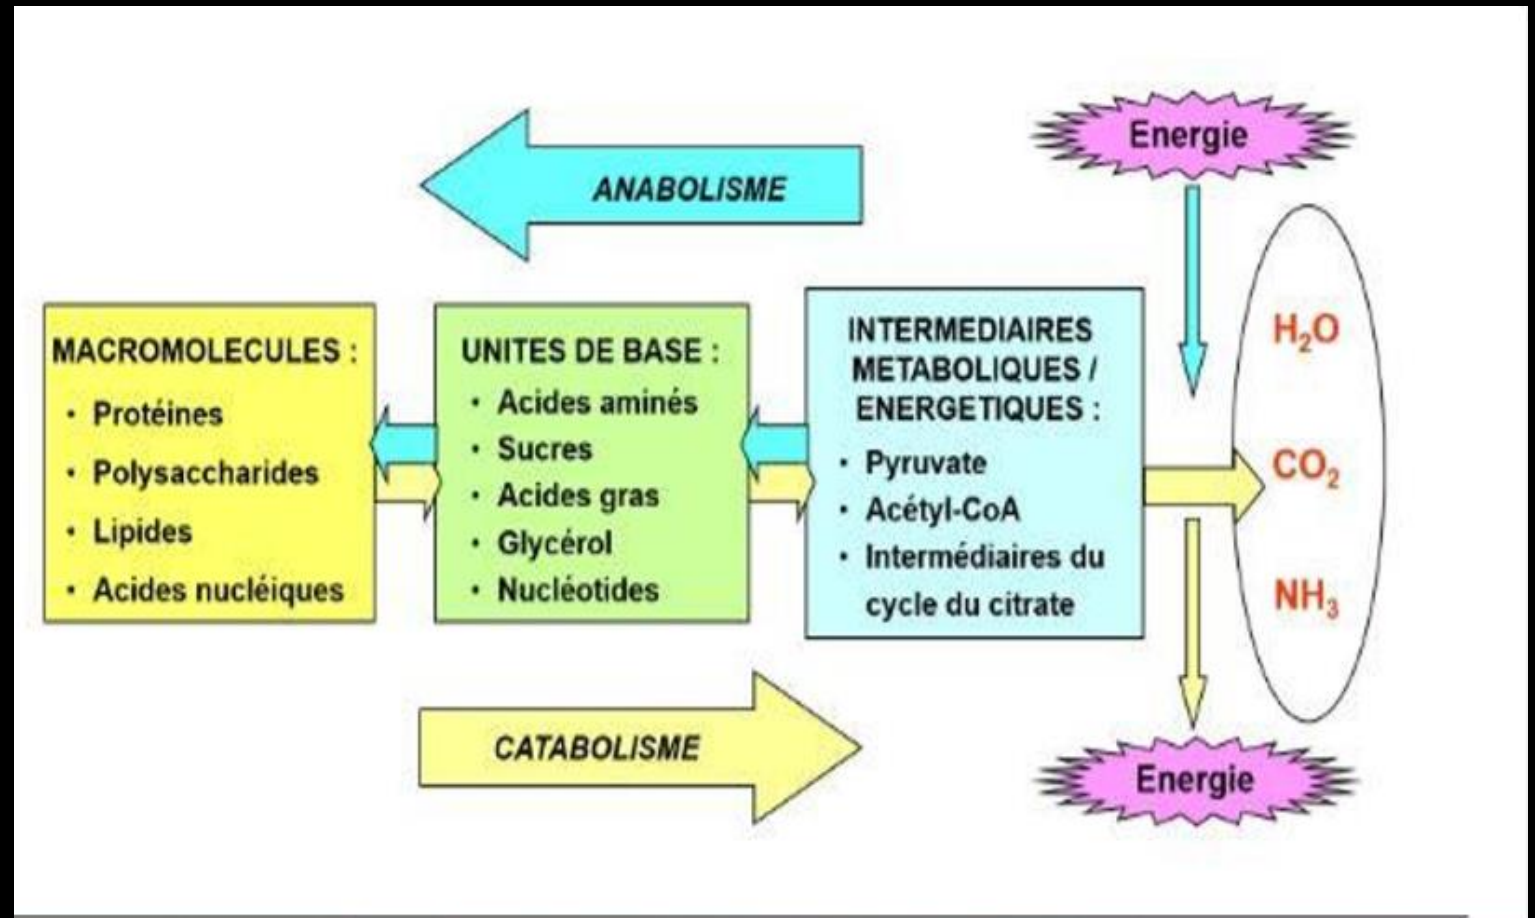 ANABOLISME
Energie
MACROMOLECULES :
• Protéines
• Polysaccharides
• Lipides
• Acides nucléiques
UNITES DE BASE :
• Acides aminés
• Sucres
• Acides gras
• Glycérol
• Nucléotides
INTERMEDIAIRES
METABOLIQUES /
ENERGETIQUES :
• Pyruvate
• Acétyl-CoA
• Intermédiaires du
cycle du citrate
H₂O
CO₂
NH₃
CATABOLISME
Energie